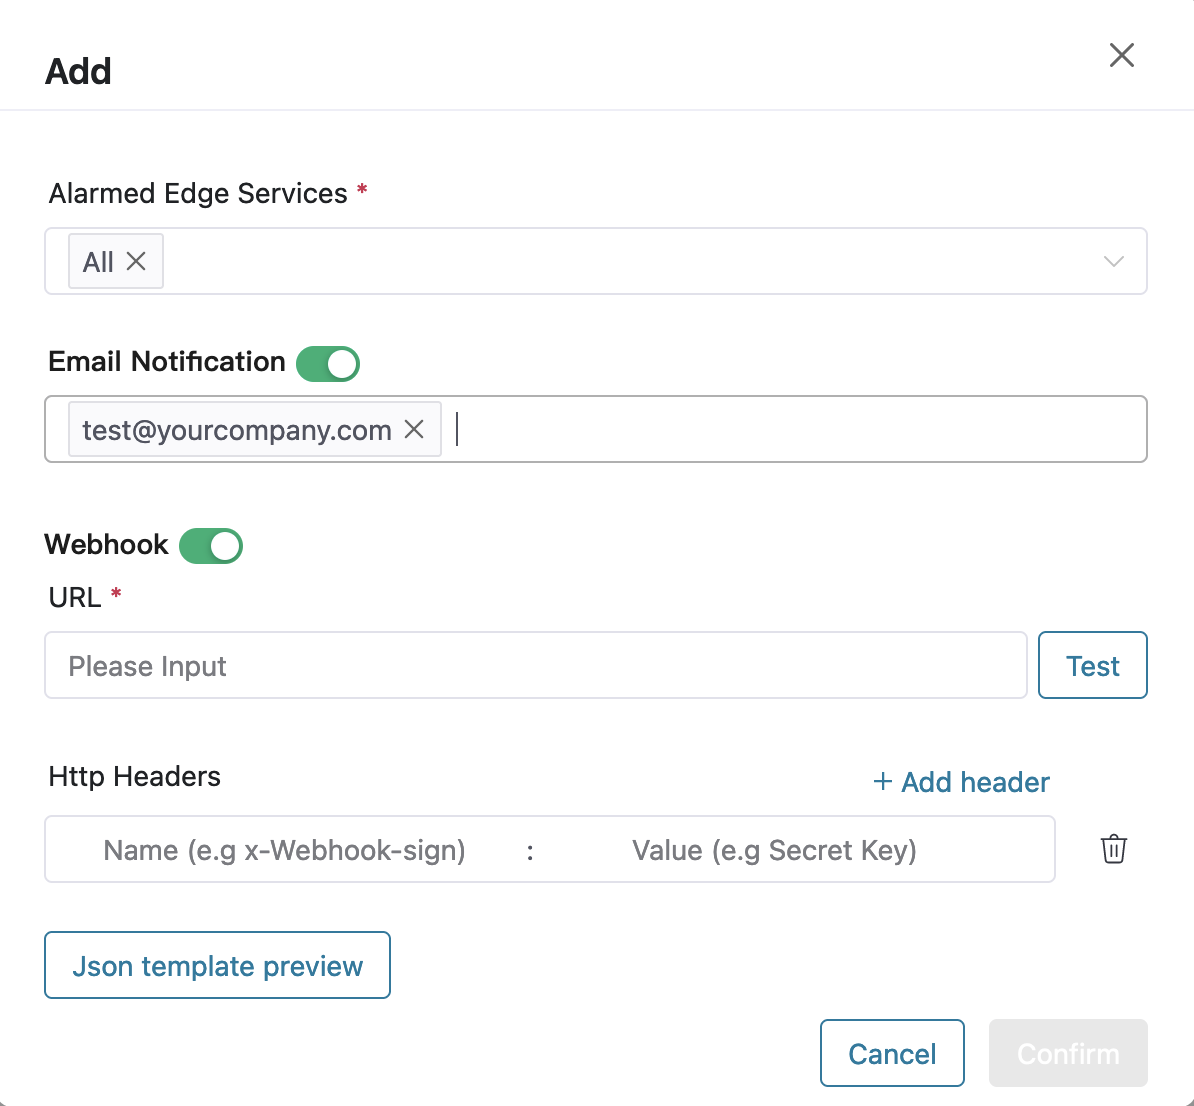 Add
Alarmed Edge Services *
All
Email Notification
test@yourcompany.com
Webhook
URL *
Please Input
Test
Http Headers
+ Add header
Name (e.g x-Webhook-sign) : Value (e.g Secret Key)
Json template preview
Cancel
Confirm